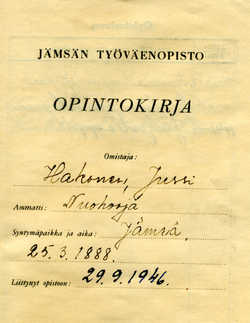 JÄMSÄN TYÖVÄENOPISTO
OPINTOKIRJA
Omistaja:
Hakonen, Jussi
Ammatti: Nuohooja
Syntymäpaikka ja aika: Jämsä,
25.3.1888.
Liittynyt opistoon: 29.9.1946.